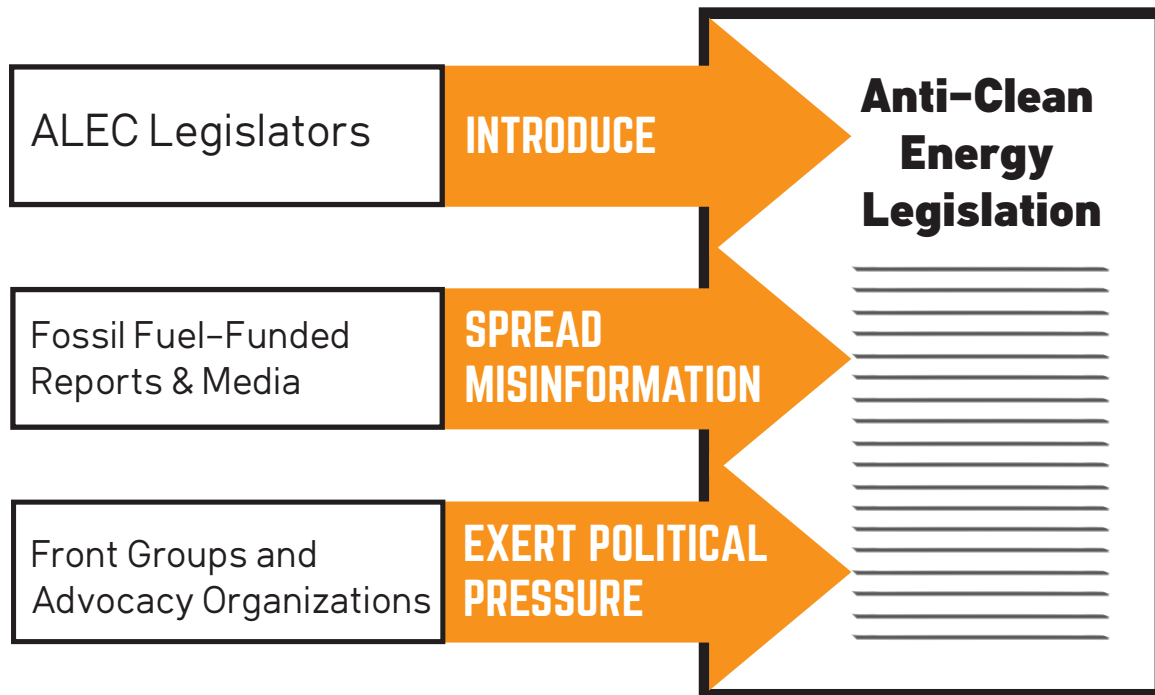 ALEC Legislators
INTRODUCE
Fossil Fuel–Funded
Reports & Media
SPREAD
MISINFORMATION
Front Groups and
Advocacy Organizations
EXERT POLITICAL
PRESSURE
Anti–Clean
Energy
Legislation